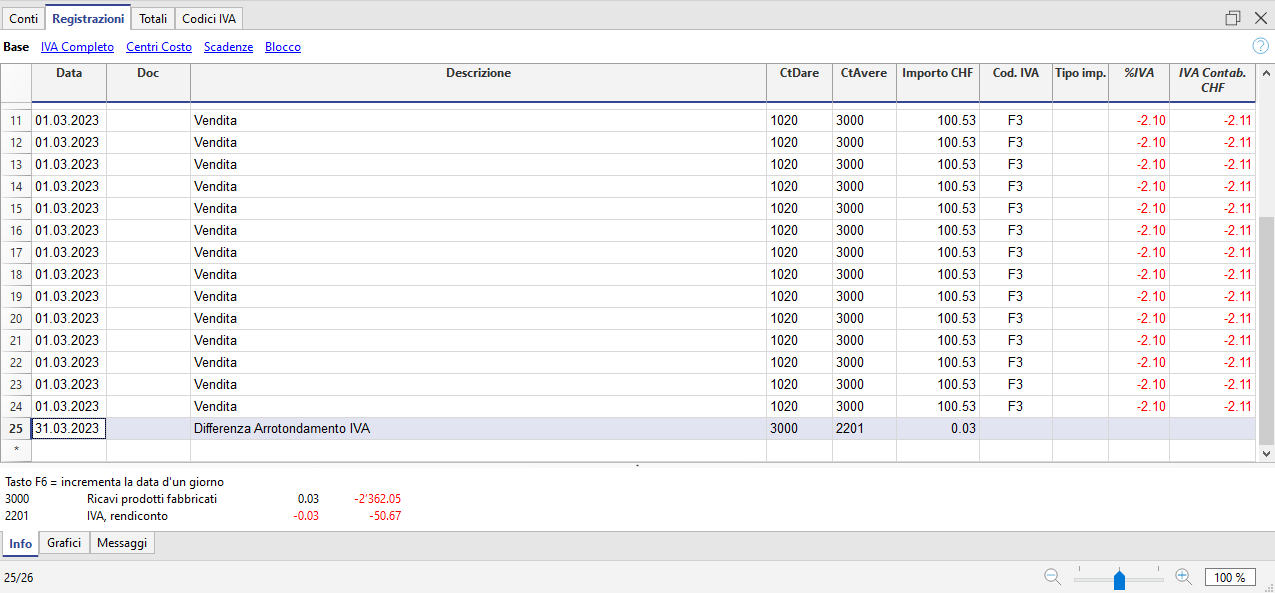 Conti Registrazioni Totali Codici IVA
Base IVA Completo Centri Costo Scadenze Blocco
Data Doc Descrizione CtDare CtAvere Importo CHF Cod. IVA Tipo imp. %IVA IVA Contab.
CHF
11 01.03.2023 Vendita 1020 3000 100.53 F3 -2.10 -2.11
12 01.03.2023 Vendita 1020 3000 100.53 F3 -2.10 -2.11
13 01.03.2023 Vendita 1020 3000 100.53 F3 -2.10 -2.11
14 01.03.2023 Vendita 1020 3000 100.53 F3 -2.10 -2.11
15 01.03.2023 Vendita 1020 3000 100.53 F3 -2.10 -2.11
16 01.03.2023 Vendita 1020 3000 100.53 F3 -2.10 -2.11
17 01.03.2023 Vendita 1020 3000 100.53 F3 -2.10 -2.11
18 01.03.2023 Vendita 1020 3000 100.53 F3 -2.10 -2.11
19 01.03.2023 Vendita 1020 3000 100.53 F3 -2.10 -2.11
20 01.03.2023 Vendita 1020 3000 100.53 F3 -2.10 -2.11
21 01.03.2023 Vendita 1020 3000 100.53 F3 -2.10 -2.11
22 01.03.2023 Vendita 1020 3000 100.53 F3 -2.10 -2.11
23 01.03.2023 Vendita 1020 3000 100.53 F3 -2.10 -2.11
24 01.03.2023 Vendita 1020 3000 100.53 F3 -2.10 -2.11
25 31.03.2023 Differenza Arrotondamento IVA 3000 2201 0.03
*
Tasto F6 = incrementa la data d'un giorno
3000 Ricavi prodotti fabbricati 0.03 -2'362.05
2201 IVA, rendiconto -0.03 -50.67
Info Grafici Messaggi
25/26 100 %